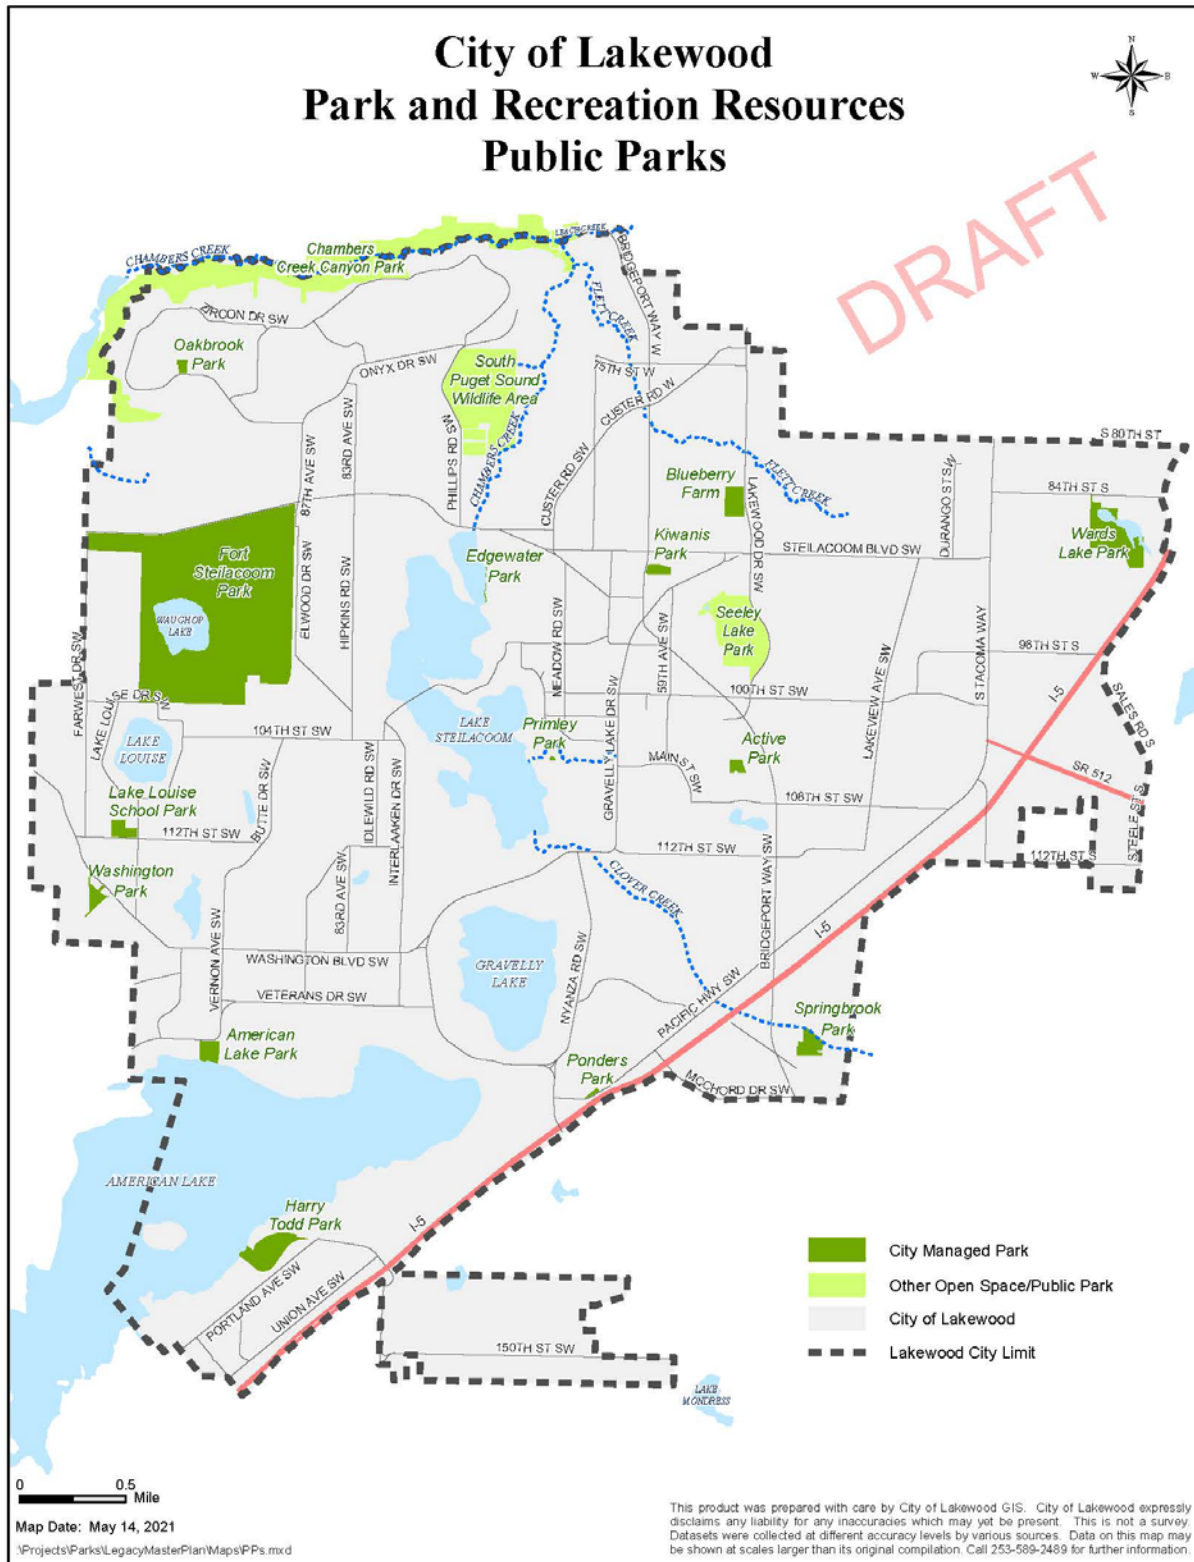 City of Lakewood
Park and Recreation Resources
Public Parks
N
W
E
S
DRAFT
CHAMBERS CREEK
Chambers
Creek Canyon Park
LEACH CREEK
BRIDGEPORT WAY W
FLETT CREEK
ZIRCON DR SW
Oakbrook
Park
ONYX DR SW
South
Puget Sound
Wildlife Area
75TH ST W
CUSTER RD W
87TH AVE SW
83RD AVE SW
PHILLIPS RD SW
CHAMBERS CREEK
CUSTER RD SW
Blueberry
Farm
LAKEWOOD DR SW
FLETT CREEK
DURANGO ST SW
S 80TH ST
84TH ST S
Wards
Lake Park
Kiwanis
Park
STEILACOOM BLVD SW
Edgewater
Park
Fort
Steilacoom
Park
WAUGHOP
LAKE
ELWOOD DR SW
HIPKINS RD SW
MEADOW RD SW
59TH AVE SW
Seeley
Lake
Park
S TACOMA WAY
96TH ST S
FARWEST DR SW
LAKE LOUISE DR SW
100TH ST SW
LAKEVIEW AVE SW
I-5
SALES RD S
LAKE
LOUISE
104TH ST SW
LAKE
STEILACOOM
Primley
Park
GRAVELLY LAKE DR SW
MAIN ST SW
Active
Park
SR 512
Lake Louise
School Park
BUTTE DR SW
IDLEWILD RD SW
INTERLAAKEN DR SW
108TH ST SW
STEELE ST S
112TH ST SW
112TH ST SW
112TH ST S
Washington
Park
83RD AVE SW
CLOVER CREEK
BRIDGEPORT WAY SW
VERNON AVE SW
WASHINGTON BLVD SW
GRAVELLY
LAKE
NYANZA RD SW
I-5
PACIFIC HWY SW
VETERANS DR SW
Springbrook
Park
American
Lake Park
Ponders
Park
MCCHORD DR SW
AMERICAN LAKE
Harry
Todd Park
I-5
PORTLAND AVE SW
UNION AVE SW
150TH ST SW
LAKE
MONDRESS
City Managed Park
Other Open Space/Public Park
City of Lakewood
Lakewood City Limit
0 0.5
Mile
Map Date: May 14, 2021
:\Projects\Parks\LegacyMasterPlan\Maps\PPs.mxd
This product was prepared with care by City of Lakewood GIS. City of Lakewood expressly
disclaims any liability for any inaccuracies which may yet be present. This is not a survey.
Datasets were collected at different accuracy levels by various sources. Data on this map may
be shown at scales larger than its original compilation. Call 253-589-2489 for further information.